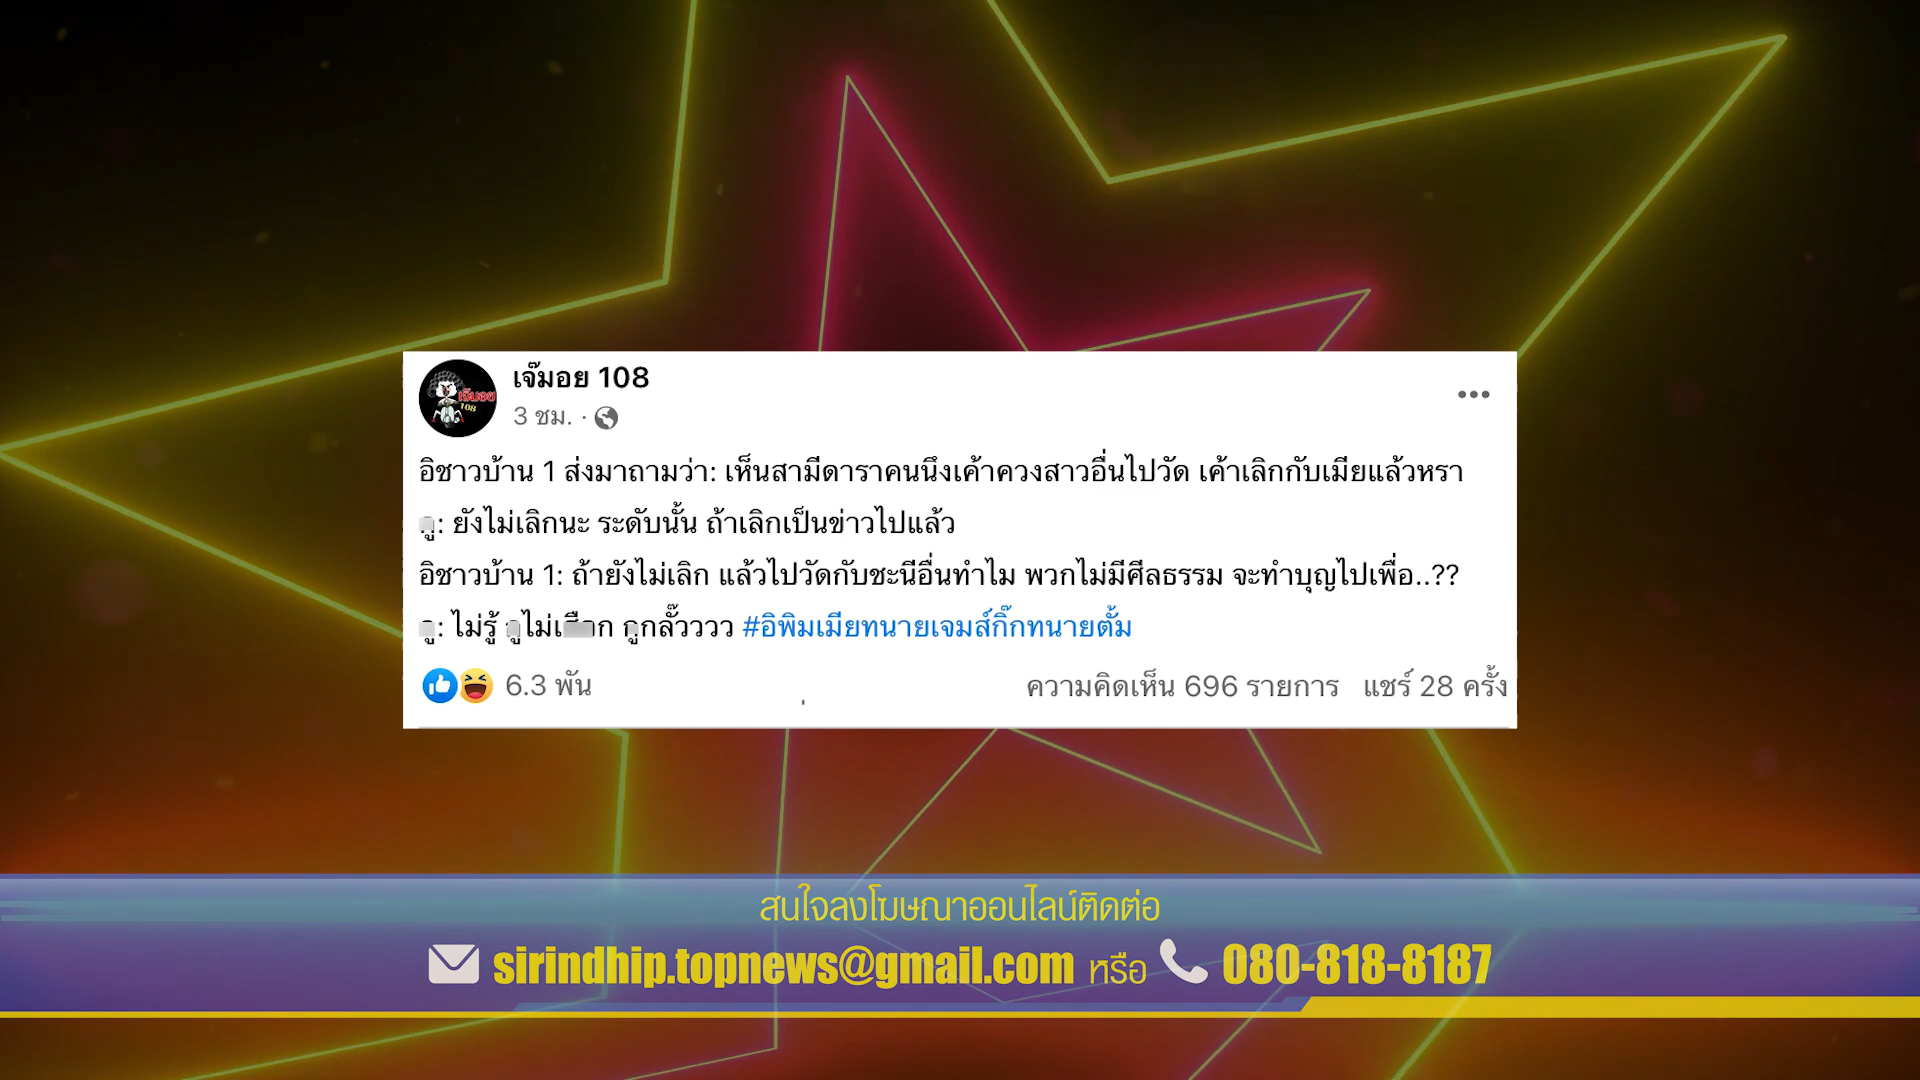 เจ๊มอย 108
3 ชม. ·
เจ๊มอย
108
อิชาวบ้าน 1 ส่งมาถามว่า: เห็นสามีดาราคนนึงเค้าควงสาวอื่นไปวัด เค้าเลิกกับเมียแล้วหรา
: ยังไม่เลิกนะ ระดับนั้น ถ้าเลิกเป็นข่าวไปแล้ว
อิชาวบ้าน 1: ถ้ายังไม่เลิก แล้วไปวัดกับชะนีอื่นทำไม พวกไม่มีศีลธรรม จะทำบุญไปเพื่อ..??
: ไม่รู้ ไม่ กลั๊วววว #อิพิมเมียทนายเจมส์กิ๊กทนายตั้ม
6.3 พัน ความคิดเห็น 696 รายการ แชร์ 28 ครั้ง
สนใจลงโฆษณาออนไลน์ติดต่อ
sirindhip.topnews@gmail.com หรือ 080-818-8187